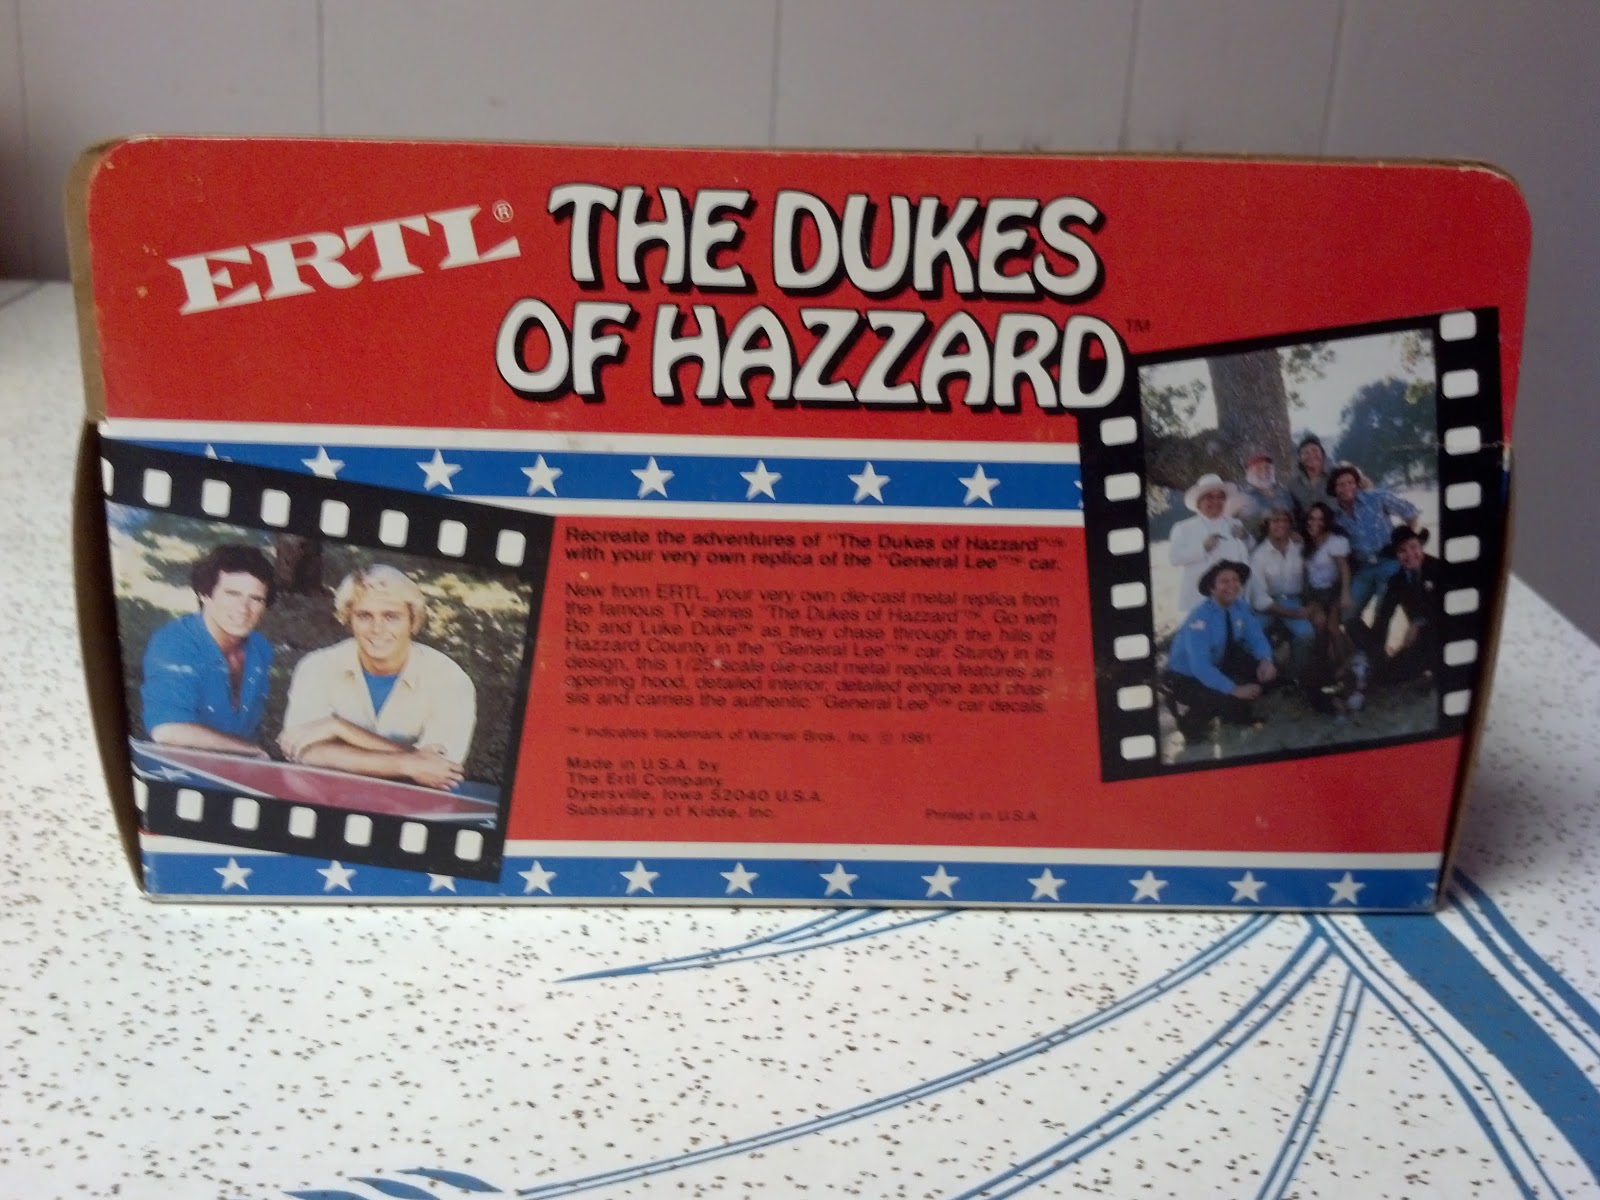 ERTL® THE DUKES
OF HAZZARD™
Recreate the adventures of "The Dukes of Hazzard"™
with your very own replica of the "General Lee"™ car.
New from ERTL, your very own die-cast metal replica from
the famous TV series "The Dukes of Hazzard"™. Go with
Bo and Luke Duke™ as they chase through the hills of
Hazzard County in the "General Lee"™ car. Sturdy in its
design, this 1/25 scale die-cast metal replica features an
opening hood, detailed interior, detailed engine and chas-
sis and carries the authentic "General Lee"™ car decals.
™ indicates trademark of Warner Bros., Inc. © 1981
Made in U.S.A. by
The Ertl Company
Dyersville, Iowa 52040 U.S.A.
Subsidiary of Kidde, Inc.
Printed in U.S.A.